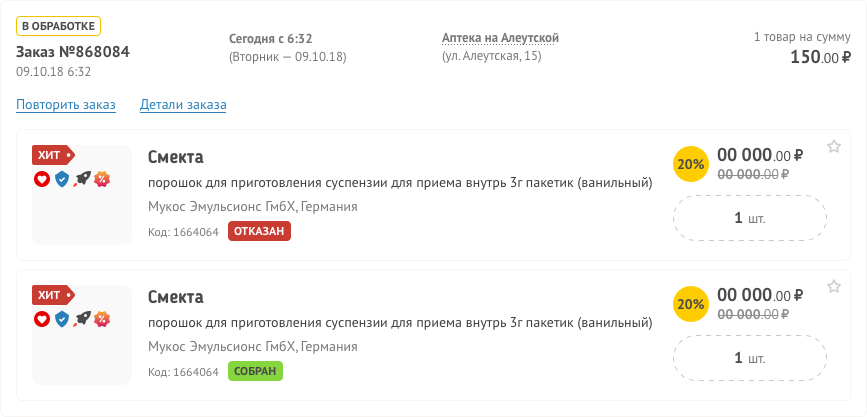 В ОБРАБОТКЕ
Заказ №868084
09.10.18 6:32
Сегодня с 6:32
(Вторник — 09.10.18)
Аптека на Алеутской
(ул. Алеутская, 15)
1 товар на сумму
150.00 ₽
Повторить заказ
Детали заказа
ХИТ
Смекта
порошок для приготовления суспензии для приема внутрь 3г пакетик (ванильный)
Мукос Эмульсионс ГмбХ, Германия
Код: 1664064
ОТКАЗАН
20%
00 000.00 ₽
00 000.00 ₽
1 шт.
ХИТ
Смекта
порошок для приготовления суспензии для приема внутрь 3г пакетик (ванильный)
Мукос Эмульсионс ГмбХ, Германия
Код: 1664064
СОБРАН
20%
00 000.00 ₽
00 000.00 ₽
1 шт.